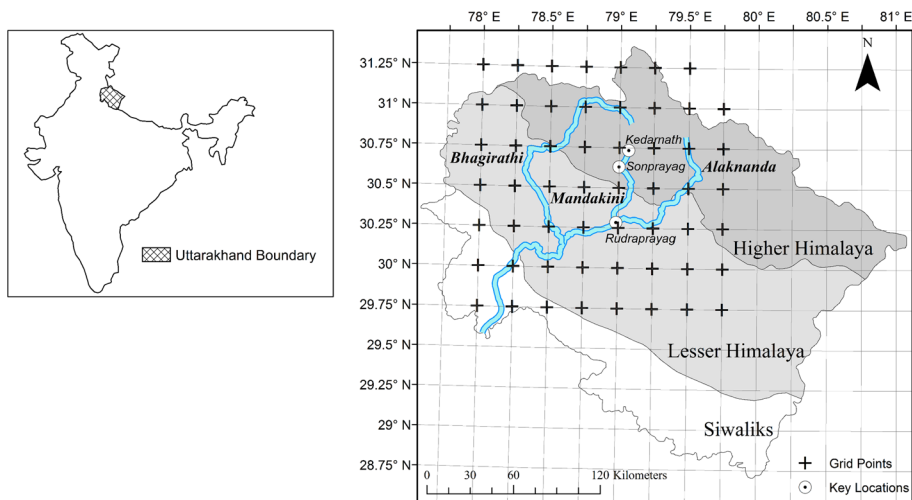 Uttarakhand Boundary
78° E 78.5° E 79° E 79.5° E 80° E 80.5° E 81° E
N
31.25° N
31° N
30.75° N
30.5° N
30.25° N
30° N
29.75° N
29.5° N
29.25° N
29° N
28.75° N
Kedarnath
Bhagirathi
Sonprayag
Alaknanda
Mandakini
Rudraprayag
Higher Himalaya
Lesser Himalaya
Siwaliks
Grid Points
0 30 60 120 Kilometers
Key Locations